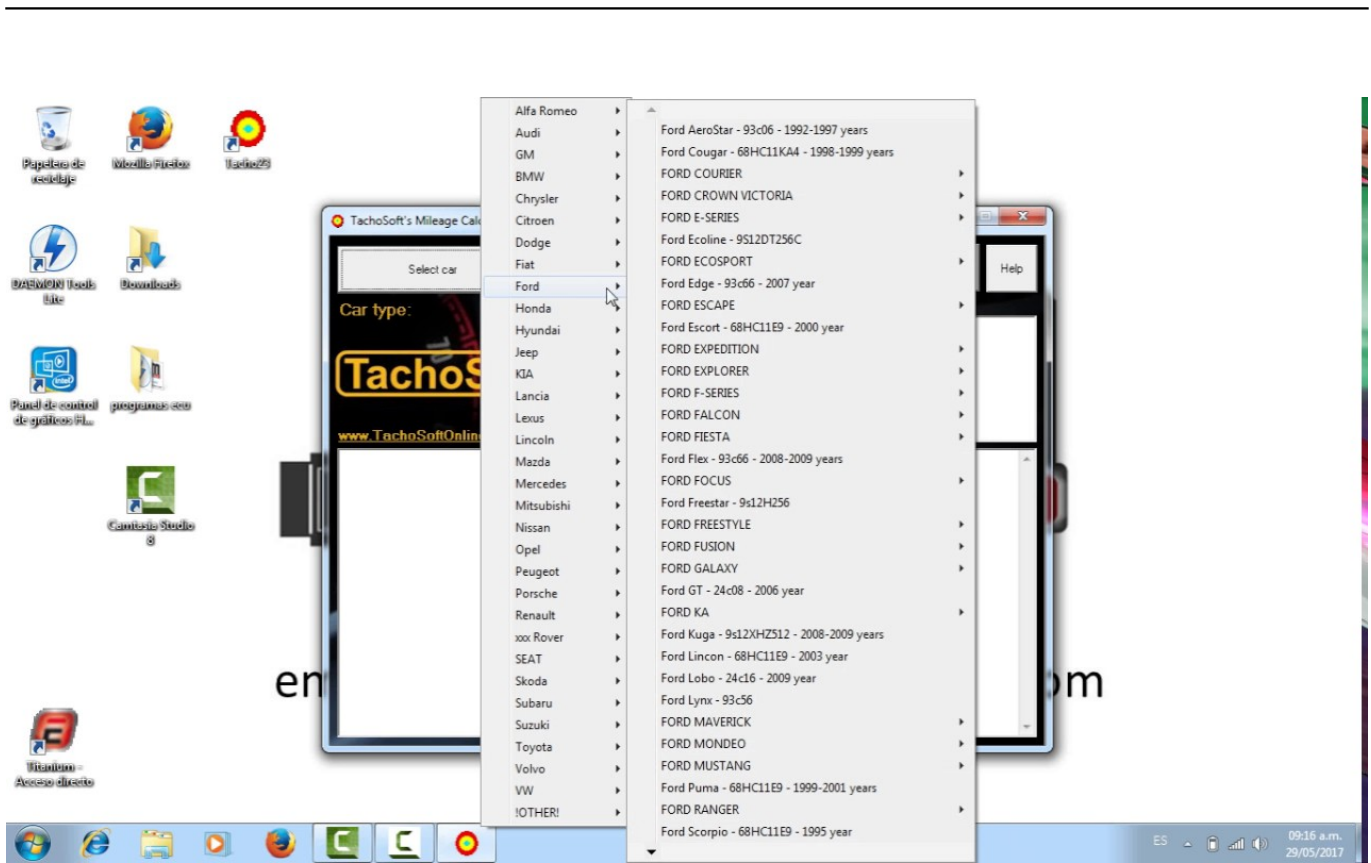 Papelera de
reciclaje
Mozilla Firefox
Tacho23
DAEMON Tools
Lite
Downloads
Panel de control
de gráficos H...
programas ecu
Camtasia Studio
8
Titanium -
Acceso directo
TachoSoft's Mileage Calc
Select car
Help
Car type:
TachoS
www.TachoSoftOnlin
en
om
Alfa Romeo
Audi
GM
BMW
Chrysler
Citroen
Dodge
Fiat
Ford
Honda
Hyundai
Jeep
KIA
Lancia
Lexus
Lincoln
Mazda
Mercedes
Mitsubishi
Nissan
Opel
Peugeot
Porsche
Renault
xxx Rover
SEAT
Skoda
Subaru
Suzuki
Toyota
Volvo
VW
!OTHER!
Ford AeroStar - 93c06 - 1992-1997 years
Ford Cougar - 68HC11KA4 - 1998-1999 years
FORD COURIER
FORD CROWN VICTORIA
FORD E-SERIES
Ford Ecoline - 9S12DT256C
FORD ECOSPORT
Ford Edge - 93c66 - 2007 year
FORD ESCAPE
Ford Escort - 68HC11E9 - 2000 year
FORD EXPEDITION
FORD EXPLORER
FORD F-SERIES
FORD FALCON
FORD FIESTA
Ford Flex - 93c66 - 2008-2009 years
FORD FOCUS
Ford Freestar - 9s12H256
FORD FREESTYLE
FORD FUSION
FORD GALAXY
Ford GT - 24c08 - 2006 year
FORD KA
Ford Kuga - 9s12XHZ512 - 2008-2009 years
Ford Lincon - 68HC11E9 - 2003 year
Ford Lobo - 24c16 - 2009 year
Ford Lynx - 93c56
FORD MAVERICK
FORD MONDEO
FORD MUSTANG
Ford Puma - 68HC11E9 - 1999-2001 years
FORD RANGER
Ford Scorpio - 68HC11E9 - 1995 year
ES
09:16 a.m.
29/05/2017